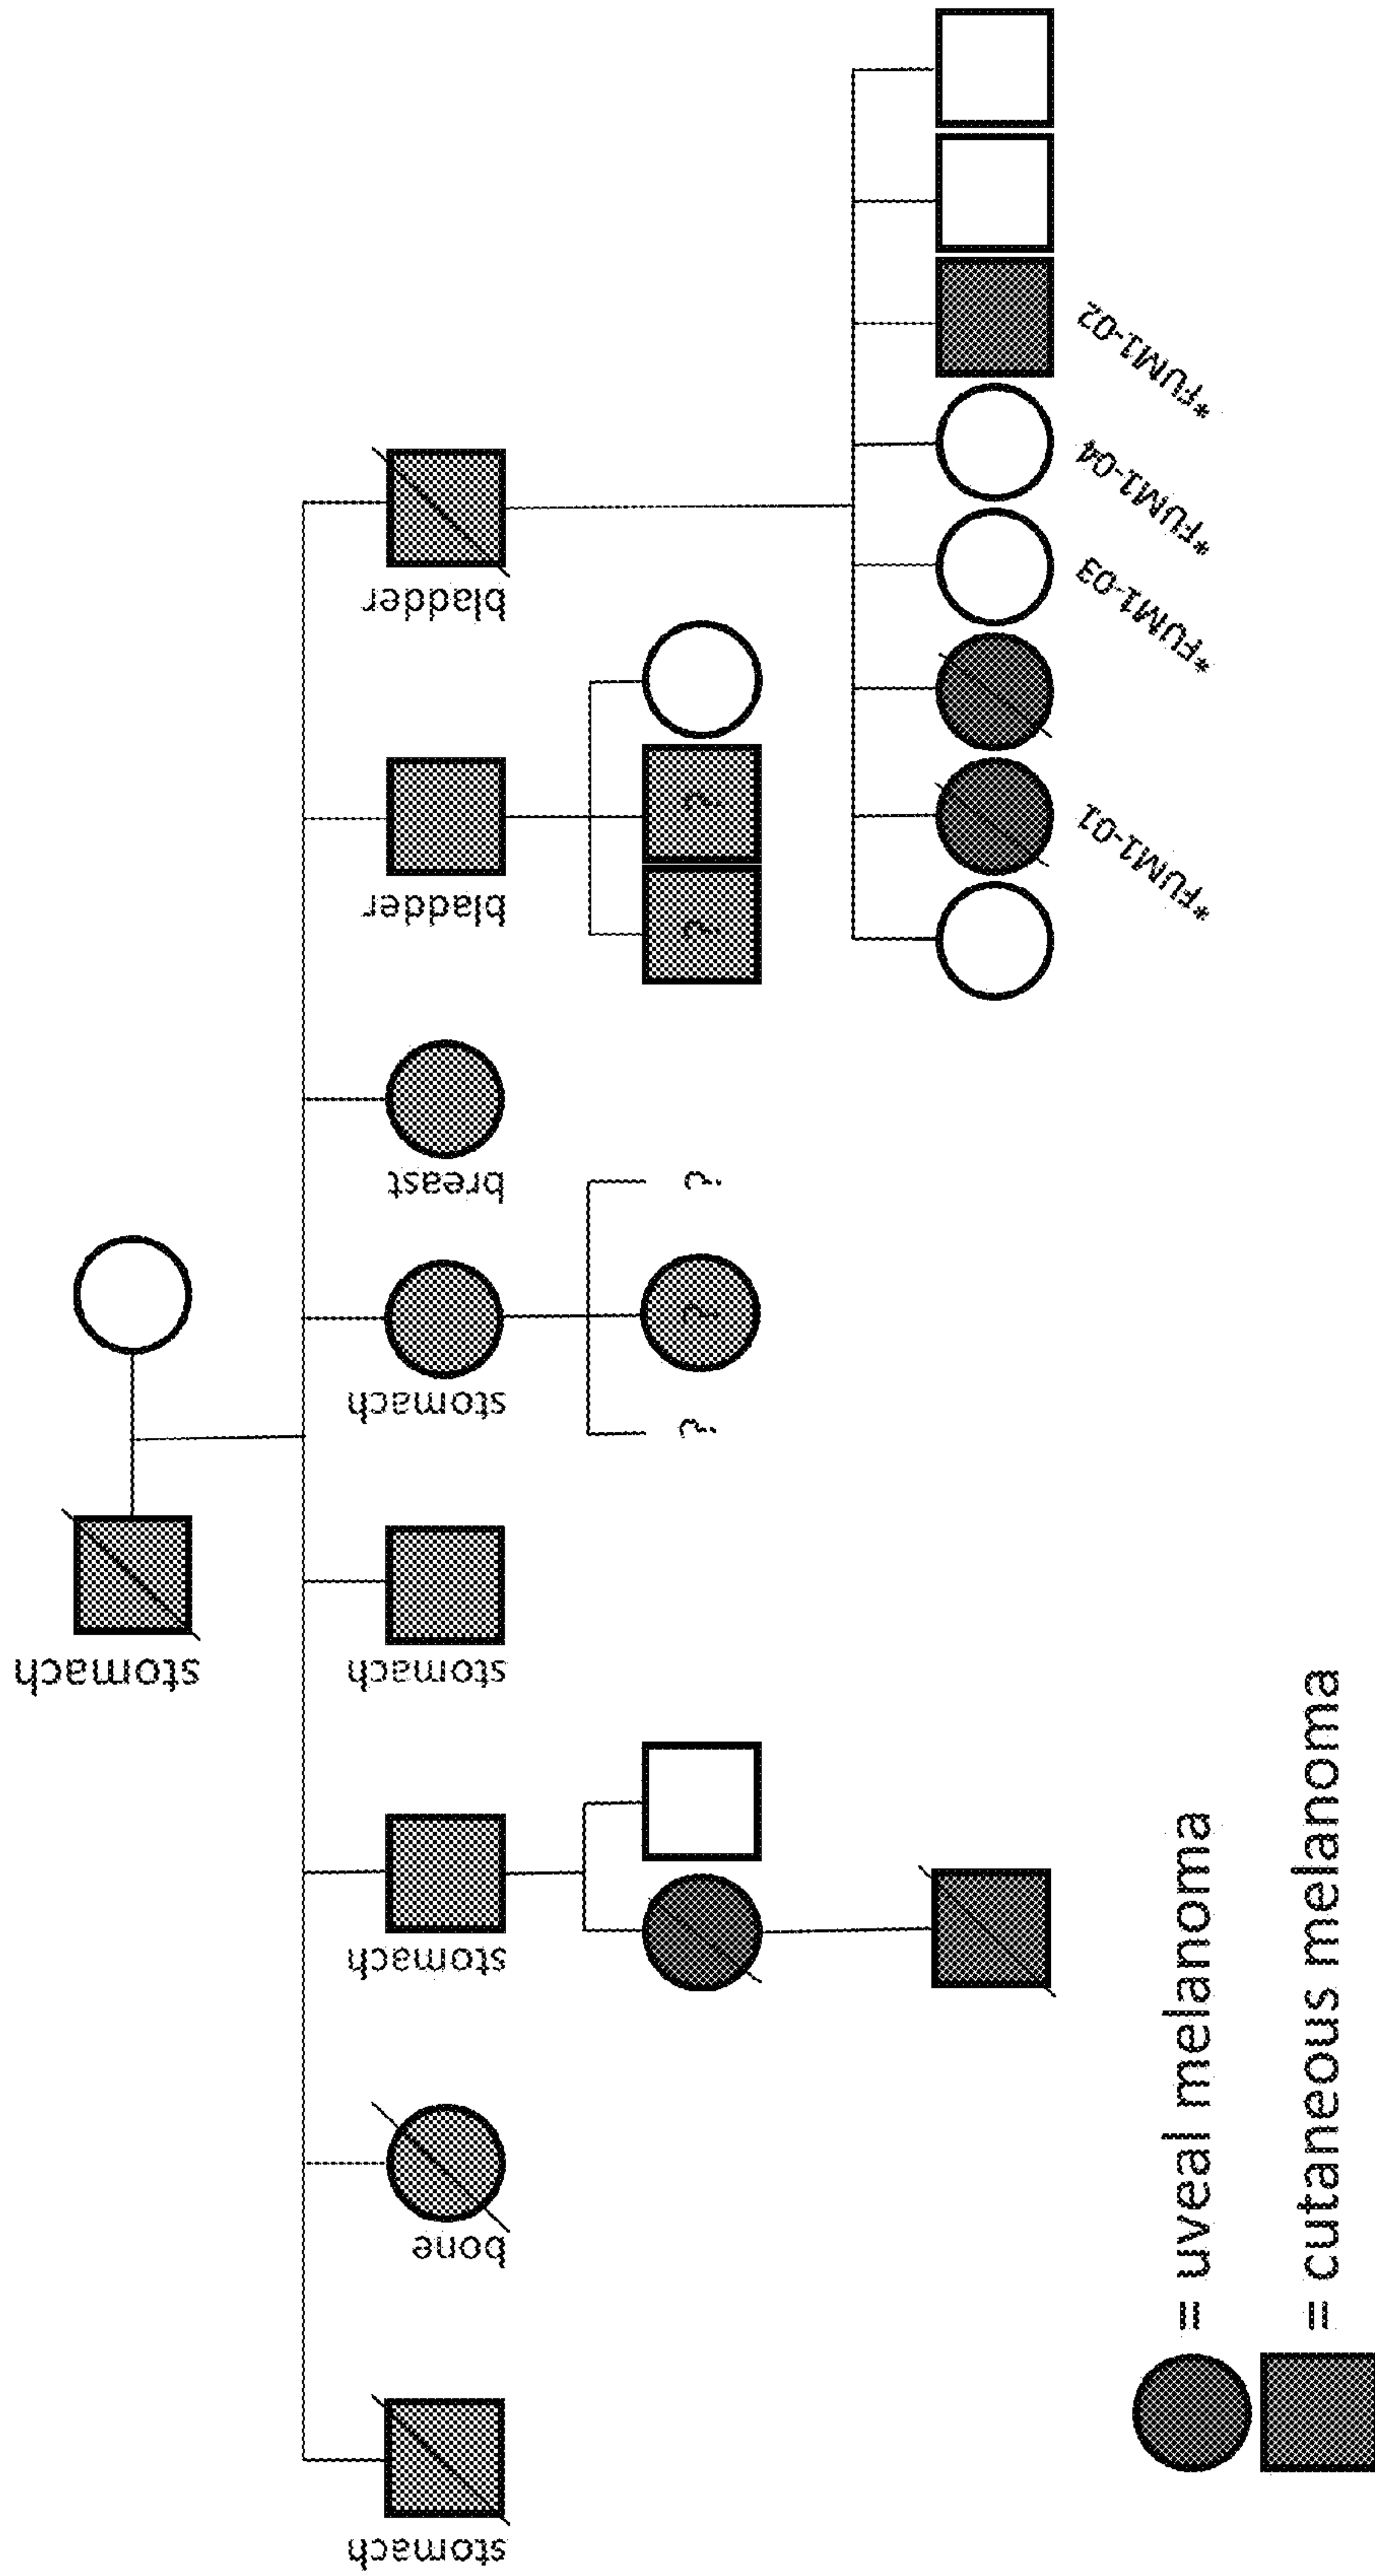 stomach
stomach
bone
stomach
stomach
stomach
breast
bladder
bladder
?
?
?
?
?
*FUM1-01
*FUM1-03
*FUM1-04
*FUM1-02
= uveal melanoma
= cutaneous melanoma